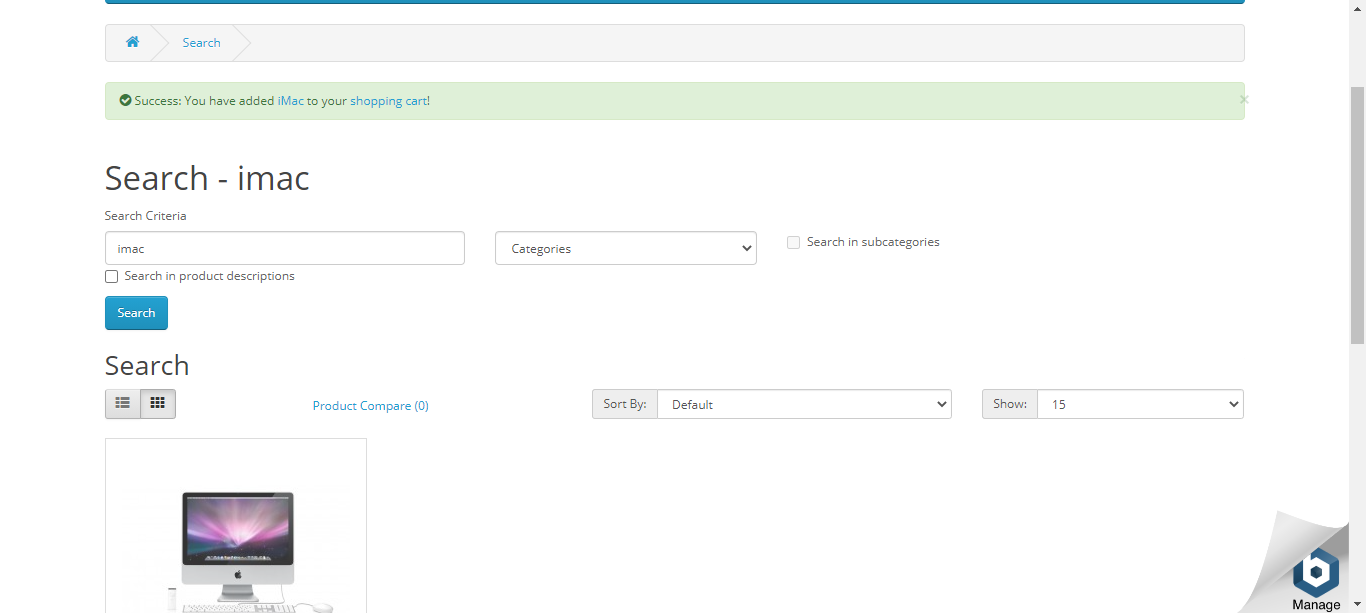 Search
Success: You have added iMac to your shopping cart!
×
Search - imac
Search Criteria
imac
Categories
Search in subcategories
Search in product descriptions
Search
Search
Product Compare (0)
Sort By:
Default
Show:
15
b
Manage